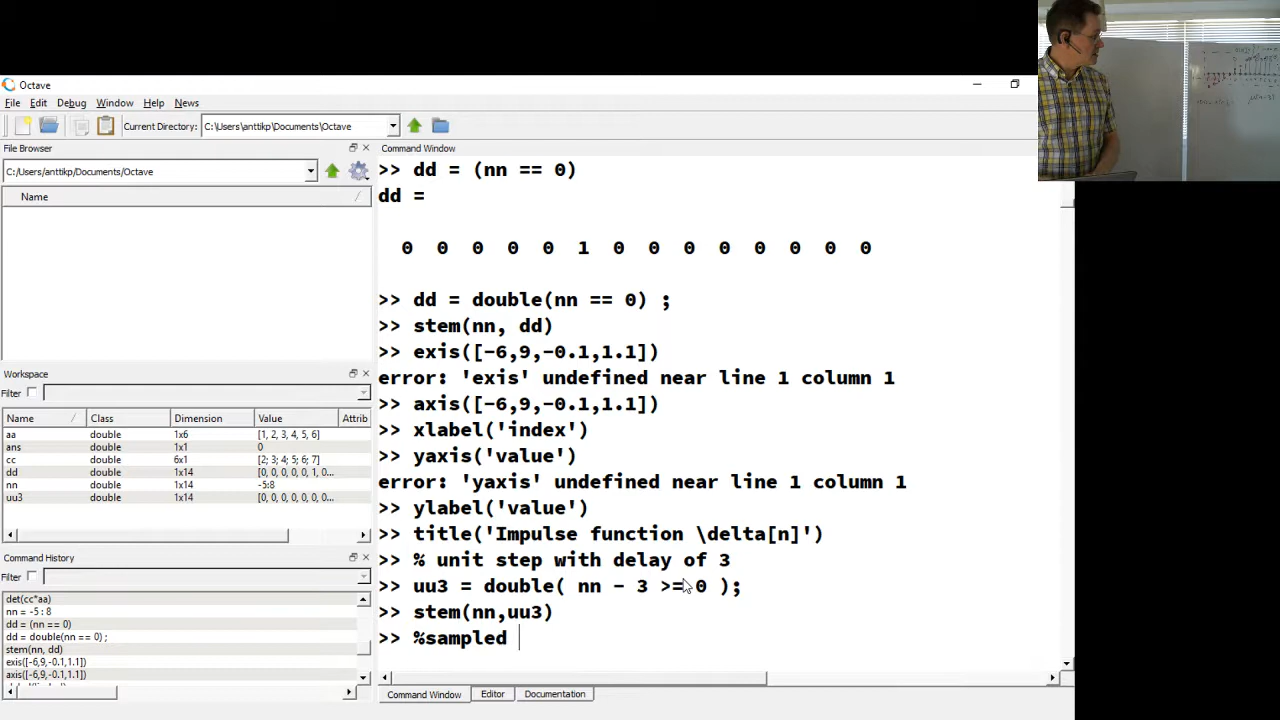 Octave
File Edit Debug Window Help News
Current Directory: C:\Users\anttikp\Documents\Octave
File Browser
C:/Users/anttikp/Documents/Octave
Name
Workspace
Filter
Name Class Dimension Value Attrib
aa double 1x6 [1, 2, 3, 4, 5, 6]
ans double 1x1 0
cc double 6x1 [2; 3; 4; 5; 6; 7]
dd double 1x14 [0, 0, 0, 0, 0, 1, 0...
nn double 1x14 -5:8
uu3 double 1x14 [0, 0, 0, 0, 0, 0, 0...
Command History
Filter
det(cc*aa)
nn = -5 : 8
dd = (nn == 0)
dd = double(nn == 0) ;
stem(nn, dd)
exis([-6,9,-0.1,1.1])
axis([-6,9,-0.1,1.1])
Command Window
>> dd = (nn == 0)
dd =
0 0 0 0 0 1 0 0 0 0 0 0 0 0
>> dd = double(nn == 0) ;
>> stem(nn, dd)
>> exis([-6,9,-0.1,1.1])
error: 'exis' undefined near line 1 column 1
>> axis([-6,9,-0.1,1.1])
>> xlabel('index')
>> yaxis('value')
error: 'yaxis' undefined near line 1 column 1
>> ylabel('value')
>> title('Impulse function \delta[n]')
>> % unit step with delay of 3
>> uu3 = double( nn - 3 >= 0 );
>> stem(nn,uu3)
>> %sampled
Command Window Editor Documentation